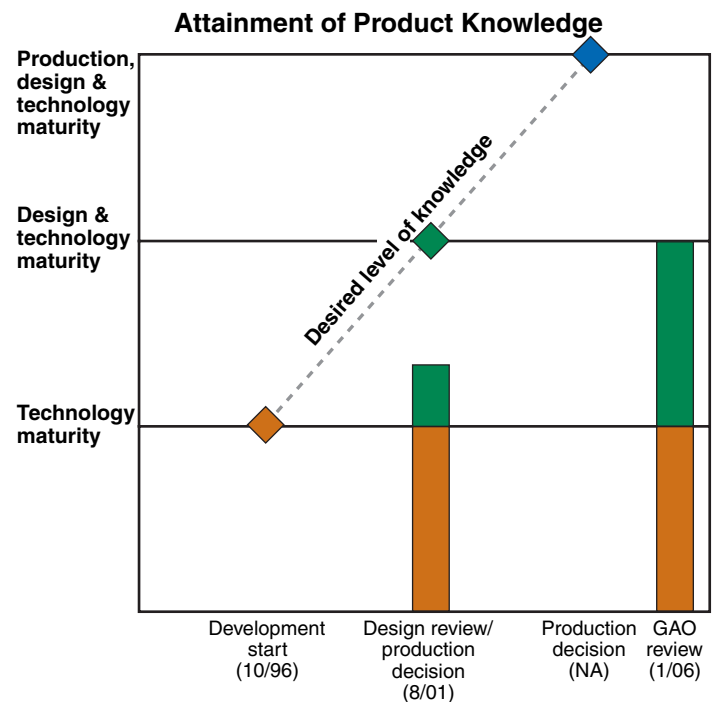 Attainment of Product Knowledge
Production,
design &
technology
maturity
Design &
technology
maturity
Technology
maturity
Desired level of knowledge
Development
start
(10/96)
Design review/
production
decision
(8/01)
Production
decision
(NA)
GAO
review
(1/06)